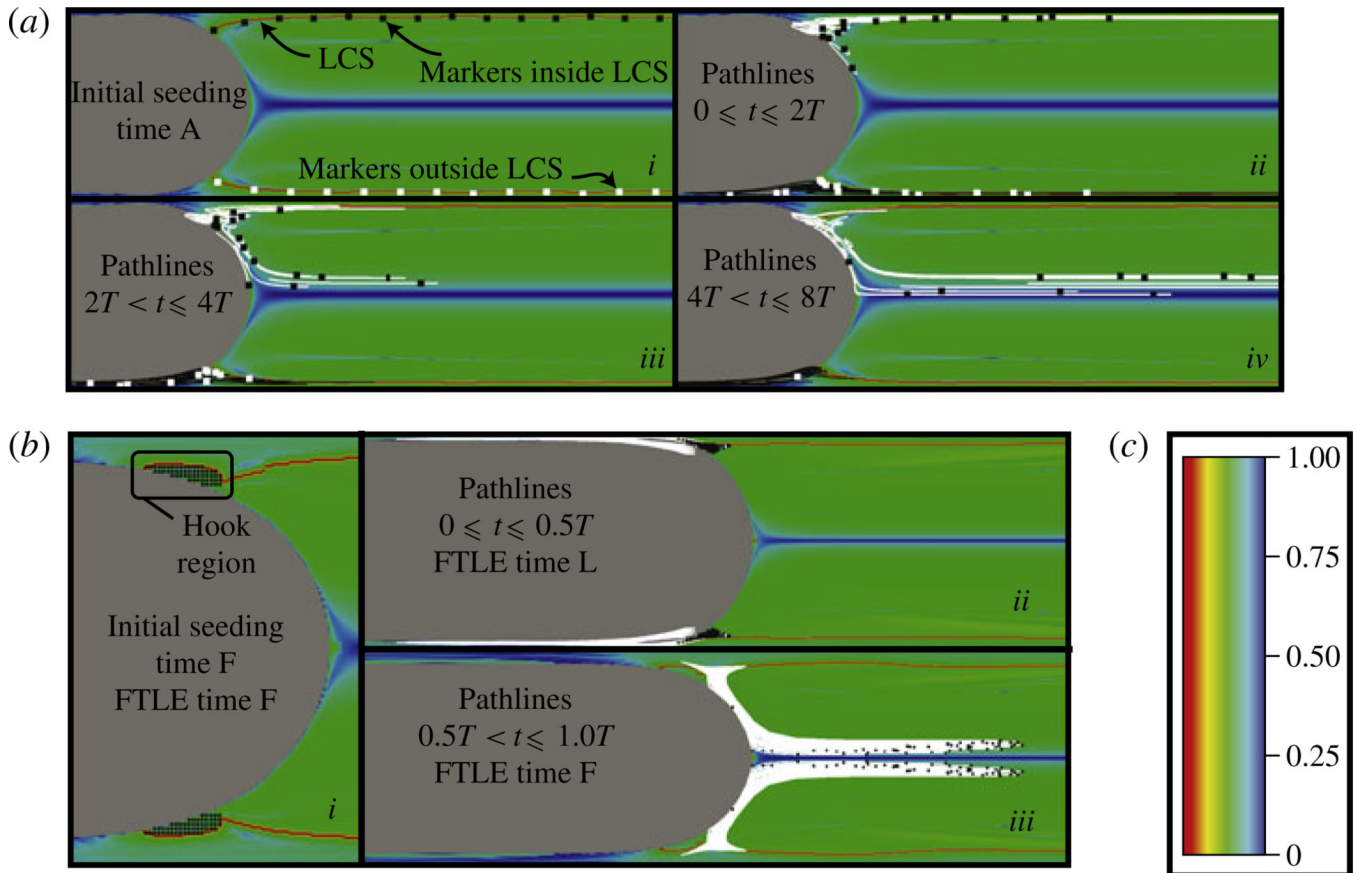 (a)
LCS
Markers inside LCS
Initial seeding
time A
Markers outside LCS
i
Pathlines
0 ⩽ t ⩽ 2T
ii
Pathlines
2T < t ⩽ 4T
iii
Pathlines
4T < t ⩽ 8T
iv
(b)
Hook
region
Initial seeding
time F
FTLE time F
i
Pathlines
0 ⩽ t ⩽ 0.5T
FTLE time L
ii
Pathlines
0.5T < t ⩽ 1.0T
FTLE time F
iii
(c)
1.00
0.75
0.50
0.25
0